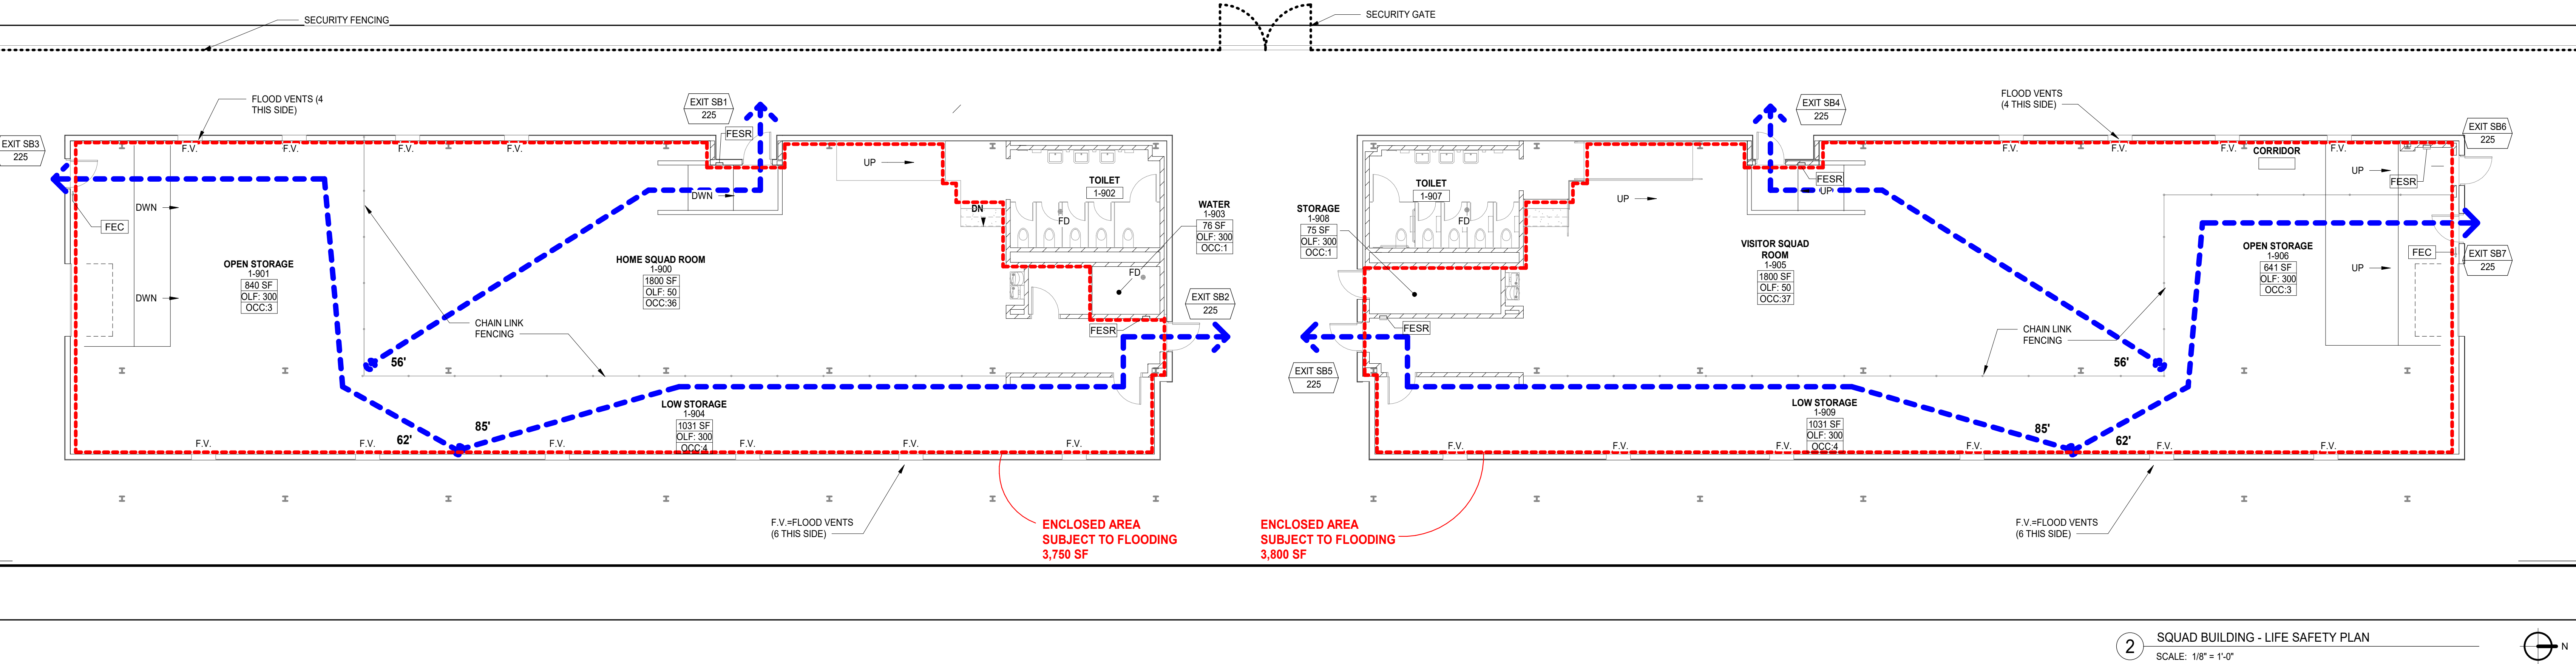 SECURITY FENCING
SECURITY GATE
FLOOD VENTS (4
THIS SIDE)
EXIT SB1
225
FESR
EXIT SB3
225
F.V.
F.V.
F.V.
F.V.
UP
TOILET
1-902
DWN
DWN
DN
FD
FEC
WATER
1-903
76 SF
OLF: 300
OCC:1
OPEN STORAGE
1-901
840 SF
OLF: 300
OCC:3
HOME SQUAD ROOM
1-900
1800 SF
OLF: 50
OCC:36
FD
DWN
EXIT SB2
225
CHAIN LINK
FENCING
FESR
56'
LOW STORAGE
1-904
1031 SF
OLF: 300
OCC:4
85'
62'
F.V.
F.V.
F.V.
F.V.
F.V.
F.V.
F.V.=FLOOD VENTS
(6 THIS SIDE)
ENCLOSED AREA
SUBJECT TO FLOODING
3,750 SF
EXIT SB4
225
FLOOD VENTS
(4 THIS SIDE)
EXIT SB6
225
F.V.
F.V.
F.V.
F.V.
CORRIDOR
TOILET
1-907
FESR
UP
UP
FESR
UP
STORAGE
1-908
75 SF
OLF: 300
OCC:1
FD
VISITOR SQUAD
ROOM
1-905
1800 SF
OLF: 50
OCC:37
OPEN STORAGE
1-906
641 SF
OLF: 300
OCC:3
FEC
UP
EXIT SB7
225
FESR
CHAIN LINK
FENCING
56'
EXIT SB5
225
LOW STORAGE
1-909
1031 SF
OLF: 300
OCC:4
85'
62'
F.V.
F.V.
F.V.
F.V.
F.V.
F.V.
F.V.=FLOOD VENTS
(6 THIS SIDE)
ENCLOSED AREA
SUBJECT TO FLOODING
3,800 SF
2
SQUAD BUILDING - LIFE SAFETY PLAN
SCALE: 1/8" = 1'-0"
N